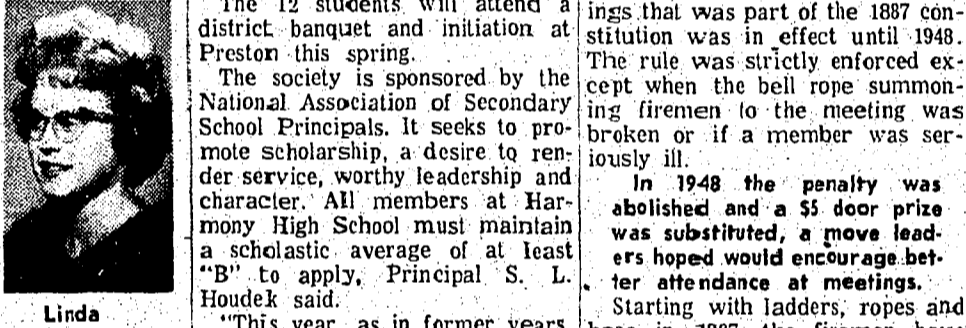 Linda
The 12 students will attend a
district banquet and initiation at
Preston this spring.
The society is sponsored by the
National Association of Secondary
School Principals. It seeks to pro-
mote scholarship, a desire to ren-
der service, worthy leadership and
character. All members at Har-
mony High School must maintain
a scholastic average of at least
"B" to apply, Principal S. L.
Houdek said.
"This year, as in former years,
ings that was part of the 1887 con-
stitution was in effect until 1948.
The rule was strictly enforced ex-
cept when the bell rope summon-
ing firemen to the meeting was
broken or if a member was ser-
iously ill.
In 1948 the penalty was
abolished and a $5 door prize
was substituted, a move lead-
ers hoped would encourage bet-
ter attendance at meetings.
Starting with ladders, ropes and